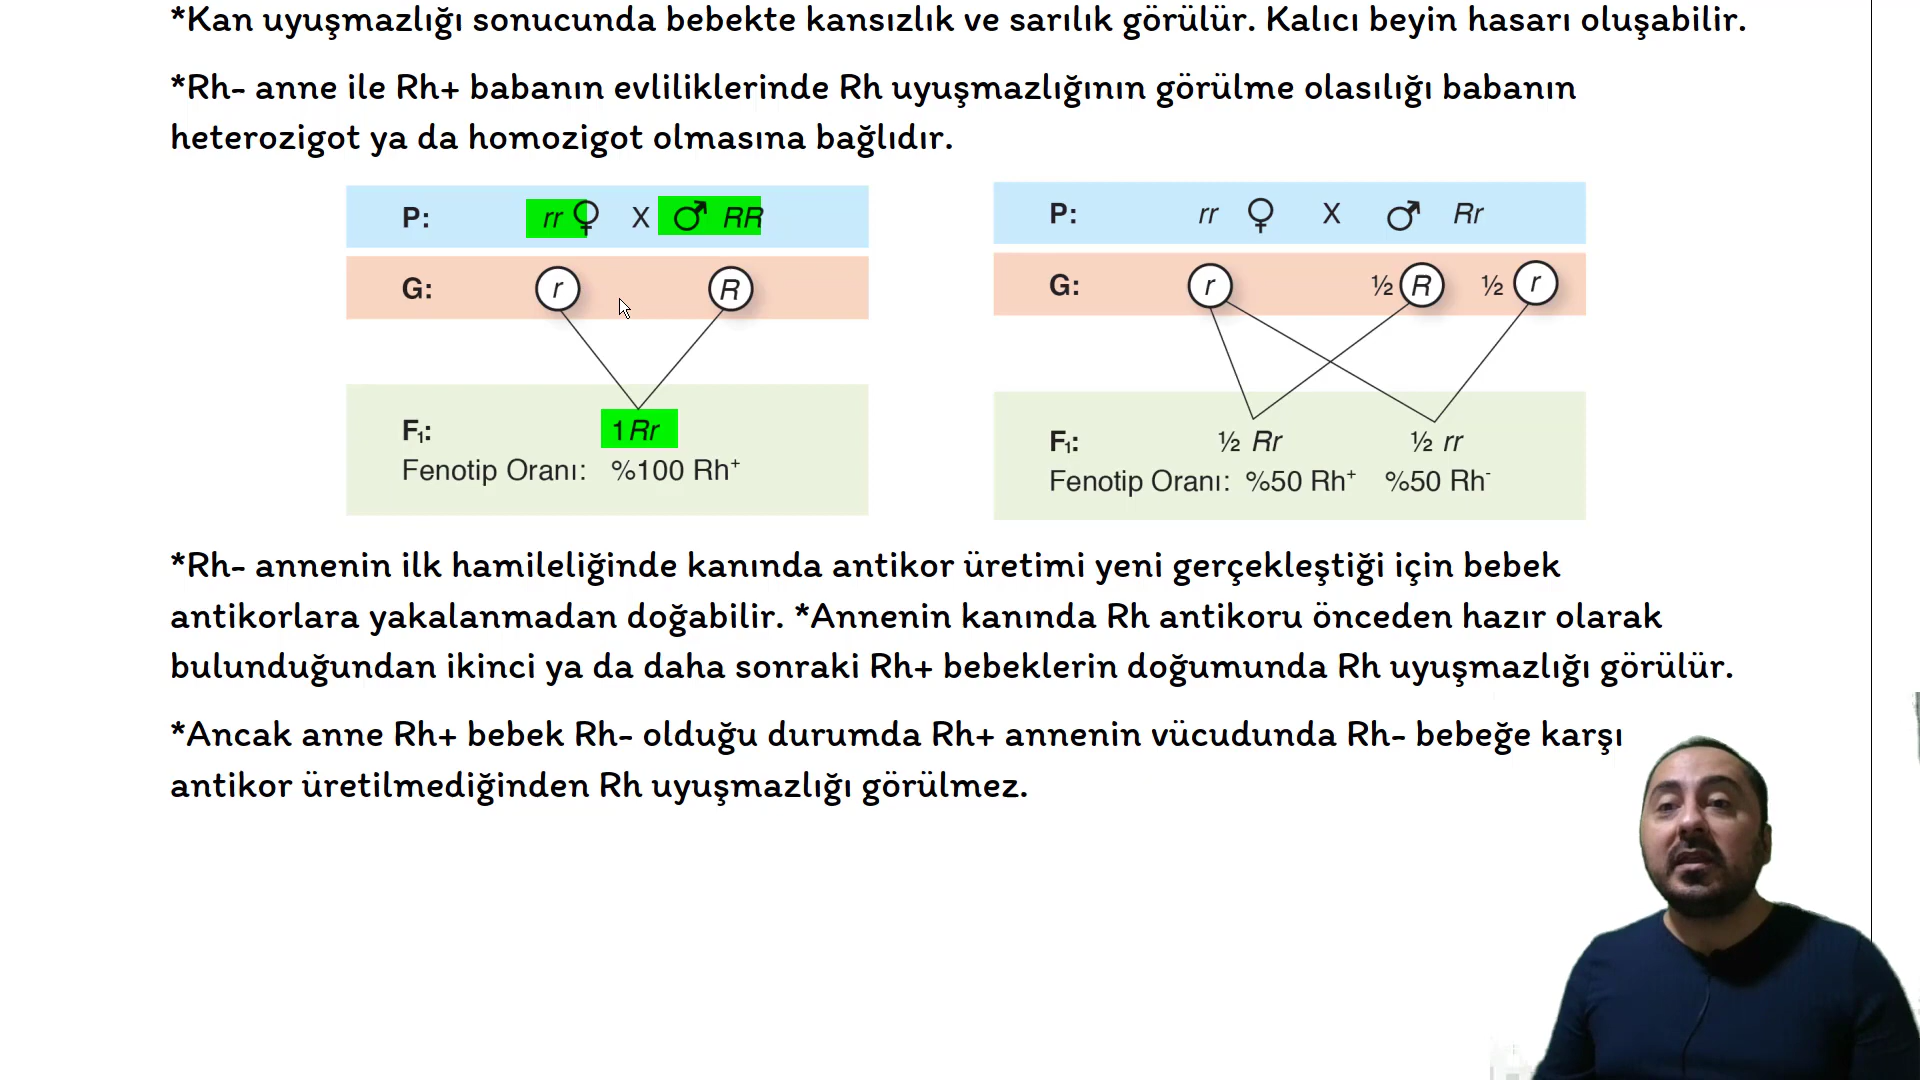 *Kan uyuşmazlığı sonucunda bebekte kansızlık ve sarılık görülür. Kalıcı beyin hasarı oluşabilir.
*Rh- anne ile Rh+ babanın evliliklerinde Rh uyuşmazlığının görülme olasılığı babanın
heterozigot ya da homozigot olmasına bağlıdır.
P: rr ♀ X ♂ RR
G: r R
F₁: 1 Rr
Fenotip Oranı: %100 Rh⁺
P: rr ♀ X ♂ Rr
G: r ½ R ½ r
F₁: ½ Rr ½ rr
Fenotip Oranı: %50 Rh⁺ %50 Rh⁻
*Rh- annenin ilk hamileliğinde kanında antikor üretimi yeni gerçekleştiği için bebek
antikorlara yakalanmadan doğabilir. *Annenin kanında Rh antikoru önceden hazır olarak
bulunduğundan ikinci ya da daha sonraki Rh+ bebeklerin doğumunda Rh uyuşmazlığı görülür.
*Ancak anne Rh+ bebek Rh- olduğu durumda Rh+ annenin vücudunda Rh- bebeğe karşı
antikor üretilmediğinden Rh uyuşmazlığı görülmez.